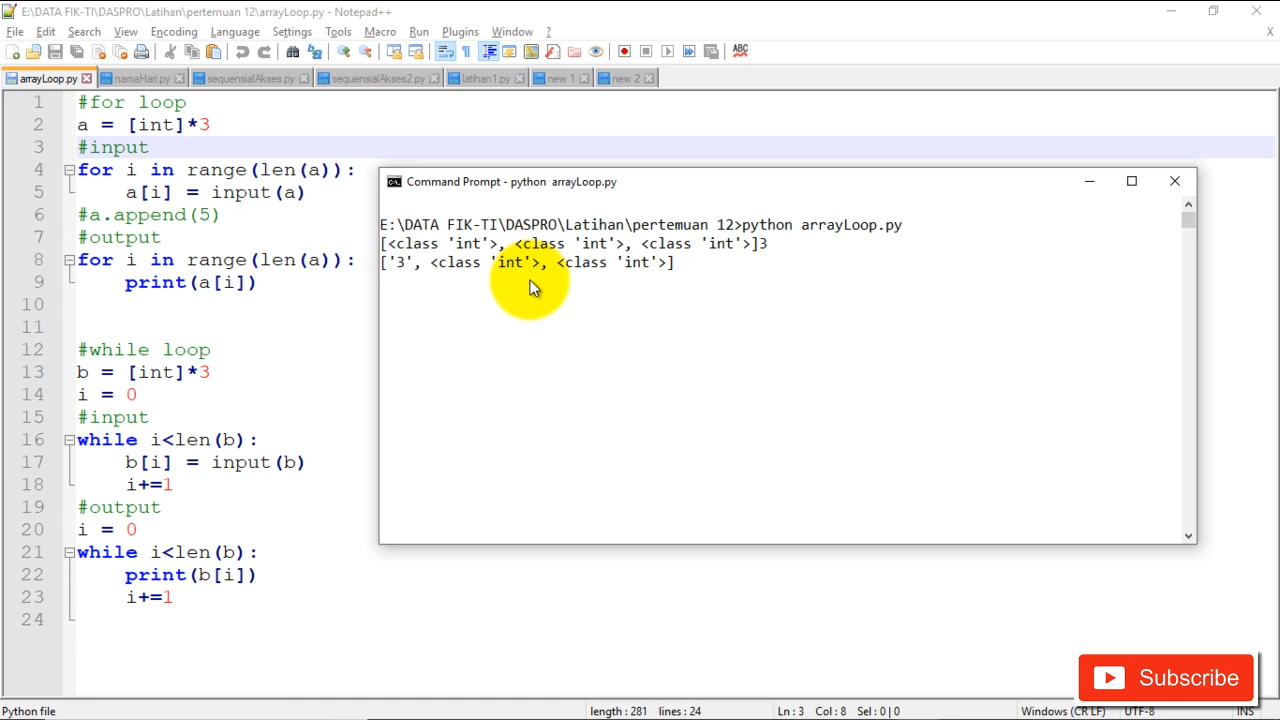 E:\DATA FIK-TI\DASPRO\Latihan\pertemuan 12\arrayLoop.py - Notepad++
File Edit Search View Encoding Language Settings Tools Macro Run Plugins Window ? X
arrayLoop.py namaHari.py sequensialAkses.py sequensialAkses2.py latihan1.py new 1 new 2
1 #for loop
2 a = [int]*3
3 #input
4 for i in range(len(a)):
5 a[i] = input(a)
6 #a.append(5)
7 #output
8 for i in range(len(a)):
9 print(a[i])
10
11
12 #while loop
13 b = [int]*3
14 i = 0
15 #input
16 while i<len(b):
17 b[i] = input(b)
18 i+=1
19 #output
20 i = 0
21 while i<len(b):
22 print(b[i])
23 i+=1
24
Command Prompt - python arrayLoop.py
E:\DATA FIK-TI\DASPRO\Latihan\pertemuan 12>python arrayLoop.py
[<class 'int'>, <class 'int'>, <class 'int'>]3
['3', <class 'int'>, <class 'int'>]
Subscribe
Python file length : 281 lines : 24 Ln : 3 Col : 8 Sel : 0 | 0 Windows (CR LF) UTF-8 INS